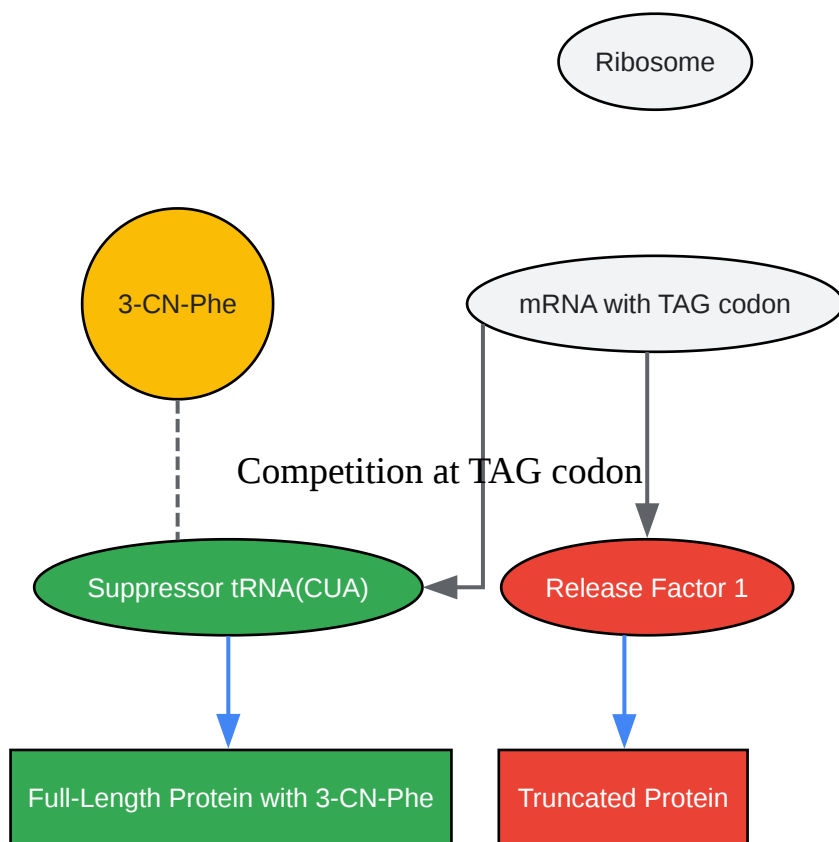 Ribosome
3-CN-Phe
mRNA with TAG codon
Competition at TAG codon
Suppressor tRNA(CUA)
Release Factor 1
Full-Length Protein with 3-CN-Phe
Truncated Protein